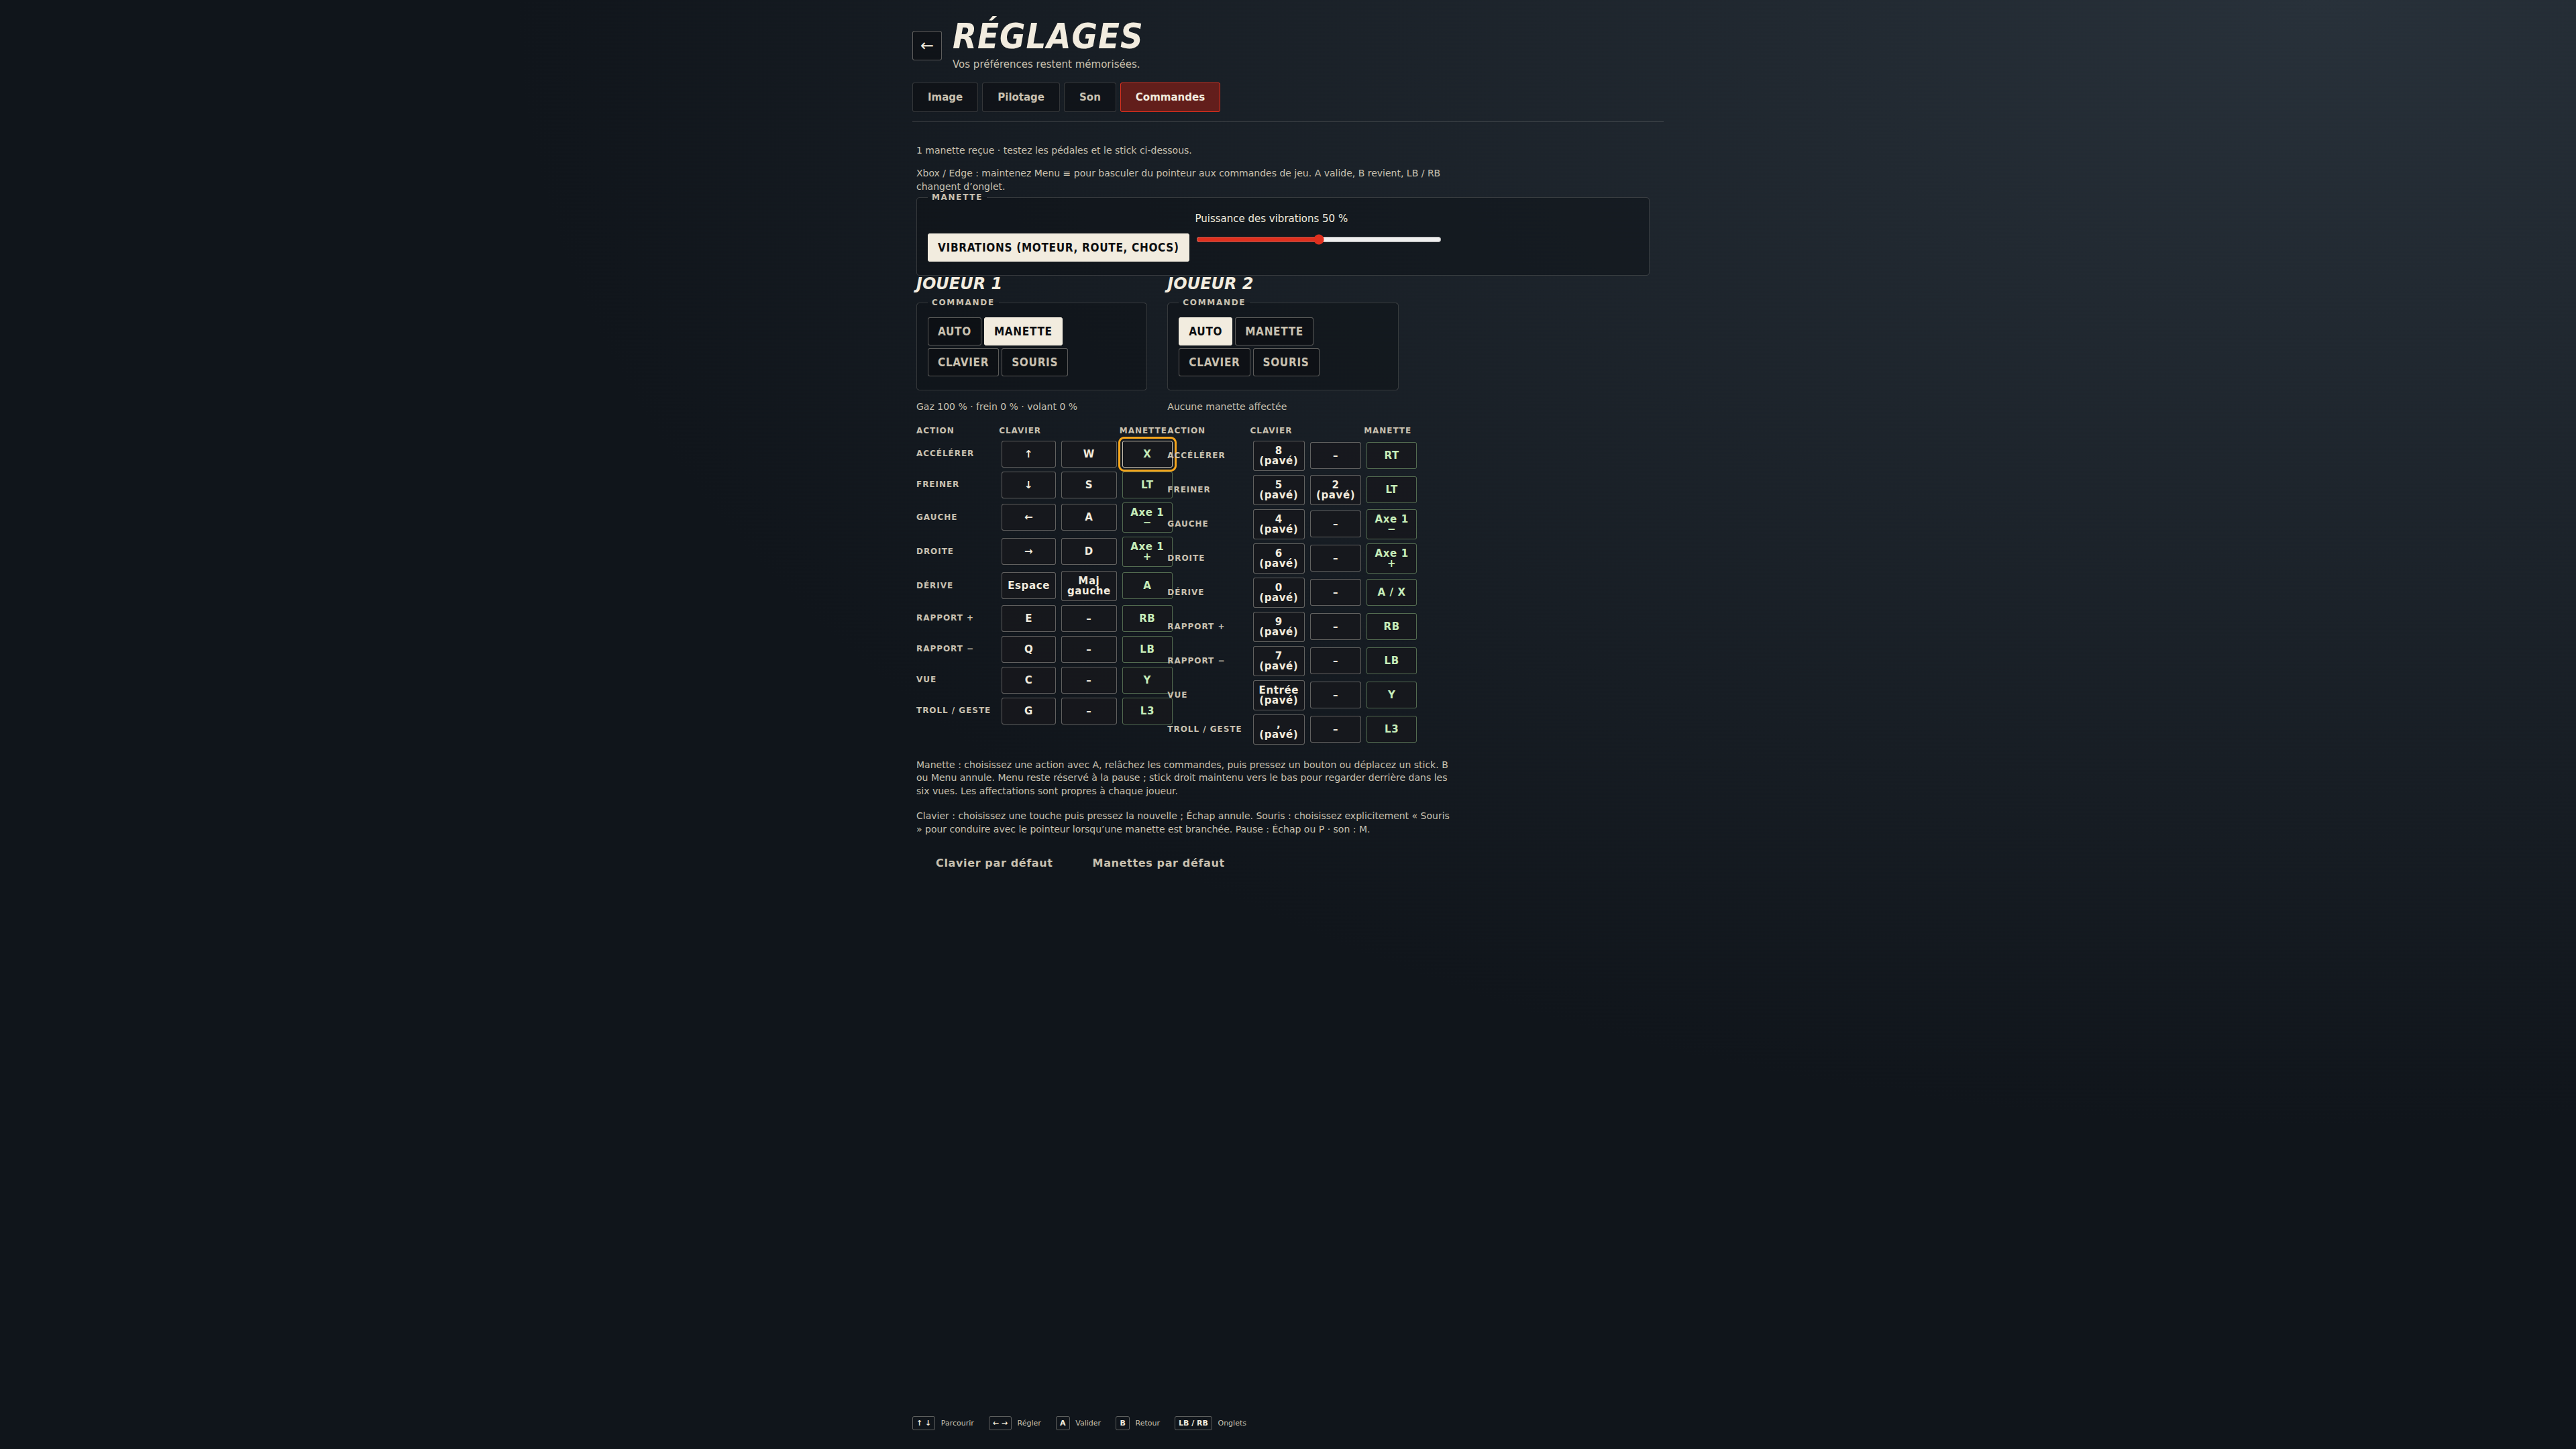 ←
RÉGLAGES
Vos préférences restent mémorisées.
Image Pilotage Son Commandes
1 manette reçue · testez les pédales et le stick ci-dessous.
Xbox / Edge : maintenez Menu ≡ pour basculer du pointeur aux commandes de jeu. A valide, B revient, LB / RB
changent d’onglet.
MANETTE
Puissance des vibrations 50 %
VIBRATIONS (MOTEUR, ROUTE, CHOCS)
JOUEUR 1
COMMANDE
AUTO MANETTE
CLAVIER SOURIS
Gaz 100 % · frein 0 % · volant 0 %
ACTION CLAVIER MANETTE
ACCÉLÉRER ↑ W X
FREINER ↓ S LT
GAUCHE ← A Axe 1
−
DROITE → D Axe 1
+
DÉRIVE Espace Maj
gauche A
RAPPORT + E – RB
RAPPORT − Q – LB
VUE C – Y
TROLL / GESTE G – L3
JOUEUR 2
COMMANDE
AUTO MANETTE
CLAVIER SOURIS
Aucune manette affectée
ACTION CLAVIER MANETTE
ACCÉLÉRER 8
(pavé) – RT
FREINER 5
(pavé) 2
(pavé) LT
GAUCHE 4
(pavé) – Axe 1
−
DROITE 6
(pavé) – Axe 1
+
DÉRIVE 0
(pavé) – A / X
RAPPORT + 9
(pavé) – RB
RAPPORT − 7
(pavé) – LB
VUE Entrée
(pavé) – Y
TROLL / GESTE ,
(pavé) – L3
Manette : choisissez une action avec A, relâchez les commandes, puis pressez un bouton ou déplacez un stick. B
ou Menu annule. Menu reste réservé à la pause ; stick droit maintenu vers le bas pour regarder derrière dans les
six vues. Les affectations sont propres à chaque joueur.
Clavier : choisissez une touche puis pressez la nouvelle ; Échap annule. Souris : choisissez explicitement « Souris
» pour conduire avec le pointeur lorsqu’une manette est branchée. Pause : Échap ou P · son : M.
Clavier par défaut Manettes par défaut
↑ ↓ Parcourir ← → Régler A Valider B Retour LB / RB Onglets